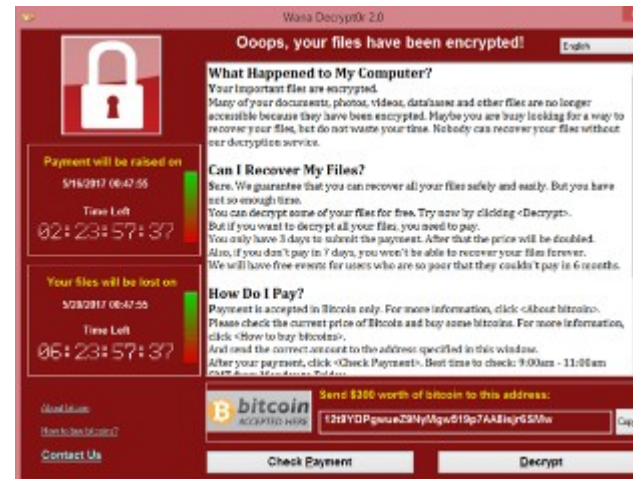 Wana Decrypt0r 2.0
Ooops, your files have been encrypted!
English
What Happened to My Computer?
Your important files are encrypted.
Many of your documents, photos, videos, databases and other files are no longer
accessible because they have been encrypted. Maybe you are busy looking for a way to
recover your files, but do not waste your time. Nobody can recover your files without
our decryption service.
Can I Recover My Files?
Sure. We guarantee that you can recover all your files safely and easily. But you have
not so enough time.
You can decrypt some of your files for free. Try now by clicking <Decrypt>.
But if you want to decrypt all your files, you need to pay.
You only have 3 days to submit the payment. After that the price will be doubled.
Also, if you don't pay in 7 days, you won't be able to recover your files forever.
We will have free events for users who are so poor that they couldn't pay in 6 months.
How Do I Pay?
Payment is accepted in Bitcoin only. For more information, click <About bitcoin>.
Please check the current price of Bitcoin and buy some bitcoins. For more information,
click <How to buy bitcoins>.
And send the correct amount to the address specified in this window.
After your payment, click <Check Payment>. Best time to check: 9:00am - 11:00am
Payment will be raised on
5/16/2017 00:47:55
Time Left
02:23:57:37
Your files will be lost on
5/20/2017 00:47:55
Time Left
06:23:57:37
About bitcoin
How to buy bitcoins?
Contact Us
bitcoin
ACCEPTED HERE
Send $300 worth of bitcoin to this address:
Check Payment
Decrypt